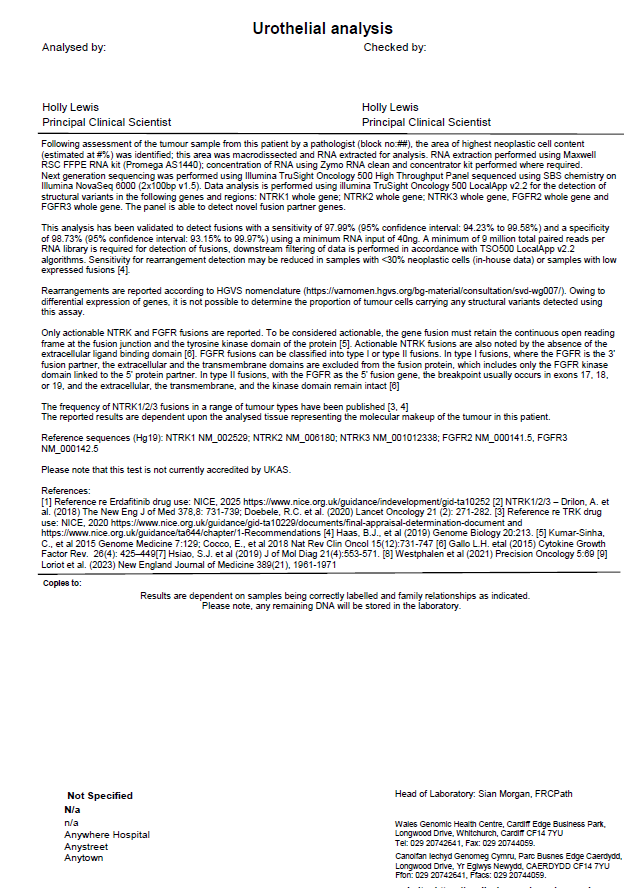 Urothelial analysis
Analysed by: Checked by:
Holly Lewis Holly Lewis
Principal Clinical Scientist Principal Clinical Scientist
Following assessment of the tumour sample from this patient by a pathologist (block no:##), the area of highest neoplastic cell content
(estimated at #%) was identified; this area was macrodissected and RNA extracted for analysis. RNA extraction performed using Maxwell
RSC FFPE RNA kit (Promega AS1440); concentration of RNA using Zymo RNA clean and concentrator kit performed where required.
Next generation sequencing was performed using Illumina TruSight Oncology 500 High Throughput Panel sequenced using SBS chemistry on
Illumina NovaSeq 6000 (2x100bp v1.5). Data analysis is performed using illumina TruSight Oncology 500 LocalApp v2.2 for the detection of
structural variants in the following genes and regions: NTRK1 whole gene; NTRK2 whole gene; NTRK3 whole gene, FGFR2 whole gene and
FGFR3 whole gene. The panel is able to detect novel fusion partner genes.
This analysis has been validated to detect fusions with a sensitivity of 97.99% (95% confidence interval: 94.23% to 99.58%) and a specificity
of 98.73% (95% confidence interval: 93.15% to 99.97%) using a minimum RNA input of 40ng. A minimum of 9 million total paired reads per
RNA library is required for detection of fusions, downstream filtering of data is performed in accordance with TSO500 LocalApp v2.2
algorithms. Sensitivity for rearrangement detection may be reduced in samples with <30% neoplastic cells (in-house data) or samples with low
expressed fusions [4].
Rearrangements are reported according to HGVS nomenclature (https://varnomen.hgvs.org/bg-material/consultation/svd-wg007/). Owing to
differential expression of genes, it is not possible to determine the proportion of tumour cells carrying any structural variants detected using
this assay.
Only actionable NTRK and FGFR fusions are reported. To be considered actionable, the gene fusion must retain the continuous open reading
frame at the fusion junction and the tyrosine kinase domain of the protein [5]. Actionable NTRK fusions are also noted by the absence of the
extracellular ligand binding domain [6]. FGFR fusions can be classified into type I or type II fusions. In type I fusions, where the FGFR is the 3'
fusion partner, the extracellular and the transmembrane domains are excluded from the fusion protein, which includes only the FGFR kinase
domain linked to the 5' protein partner. In type II fusions, with the FGFR as the 5' fusion gene, the breakpoint usually occurs in exons 17, 18,
or 19, and the extracellular, the transmembrane, and the kinase domain remain intact [6]
The frequency of NTRK1/2/3 fusions in a range of tumour types have been published [3, 4]
The reported results are dependent upon the analysed tissue representing the molecular makeup of the tumour in this patient.
Reference sequences (Hg19): NTRK1 NM_002529; NTRK2 NM_006180; NTRK3 NM_001012338; FGFR2 NM_000141.5, FGFR3
NM_000142.5
Please note that this test is not currently accredited by UKAS.
References:
[1] Reference re Erdafitinib drug use: NICE, 2025 https://www.nice.org.uk/guidance/indevelopment/gid-ta10252 [2] NTRK1/2/3 – Drilon, A. et
al. (2018) The New Eng J of Med 378,8: 731-739; Doebele, R.C. et al. (2020) Lancet Oncology 21 (2): 271-282. [3] Reference re TRK drug
use: NICE, 2020 https://www.nice.org.uk/guidance/gid-ta10229/documents/final-appraisal-determination-document and
https://www.nice.org.uk/guidance/ta644/chapter/1-Recommendations [4] Haas, B.J., et al (2019) Genome Biology 20:213. [5] Kumar-Sinha,
C., et al 2015 Genome Medicine 7:129; Cocco, E., et al 2018 Nat Rev Clin Oncol 15(12):731-747 [6] Gallo L.H. etal (2015) Cytokine Growth
Factor Rev. 26(4): 425–449[7] Hsiao, S.J. et al (2019) J of Mol Diag 21(4):553-571. [8] Westphalen et al (2021) Precision Oncology 5:69 [9]
Loriot et al. (2023) New England Journal of Medicine 389(21), 1961-1971
Copies to:
Results are dependent on samples being correctly labelled and family relationships as indicated.
Please note, any remaining DNA will be stored in the laboratory.
Not Specified
N/a
n/a
Anywhere Hospital
Anystreet
Anytown
Head of Laboratory: Sian Morgan, FRCPath
Wales Genomic Health Centre, Cardiff Edge Business Park,
Longwood Drive, Whitchurch, Cardiff CF14 7YU
Tel: 029 20742641, Fax: 029 20744059.
Canolfan Iechyd Genomeg Cymru, Parc Busnes Edge Caerdydd,
Longwood Drive, Yr Eglwys Newydd, CAERDYDD CF14 7YU
Ffon: 029 20742641, Ffacs: 029 20744059.